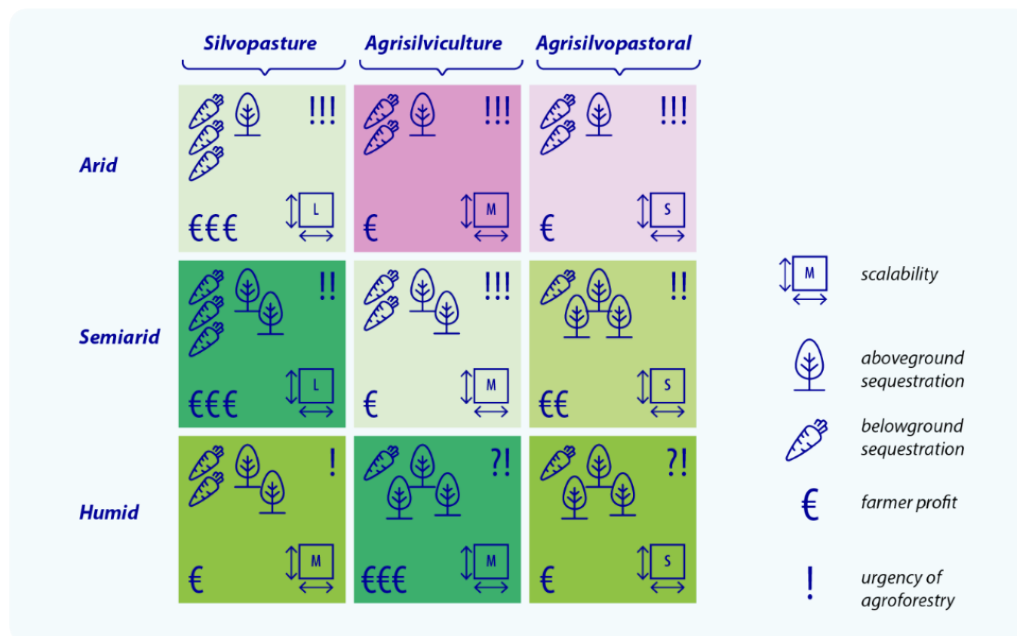 Silvopasture Agrisilviculture Agrisilvopastoral
Arid
!!! !!! !!!
L M S
€€€ € €
Semiarid
!! !!! !!
L M S
€€€ € €€
Humid
! ?! ?!
M M S
€ €€€ €
M scalability
aboveground
sequestration
belowground
sequestration
€ farmer profit
! urgency of
agroforestry